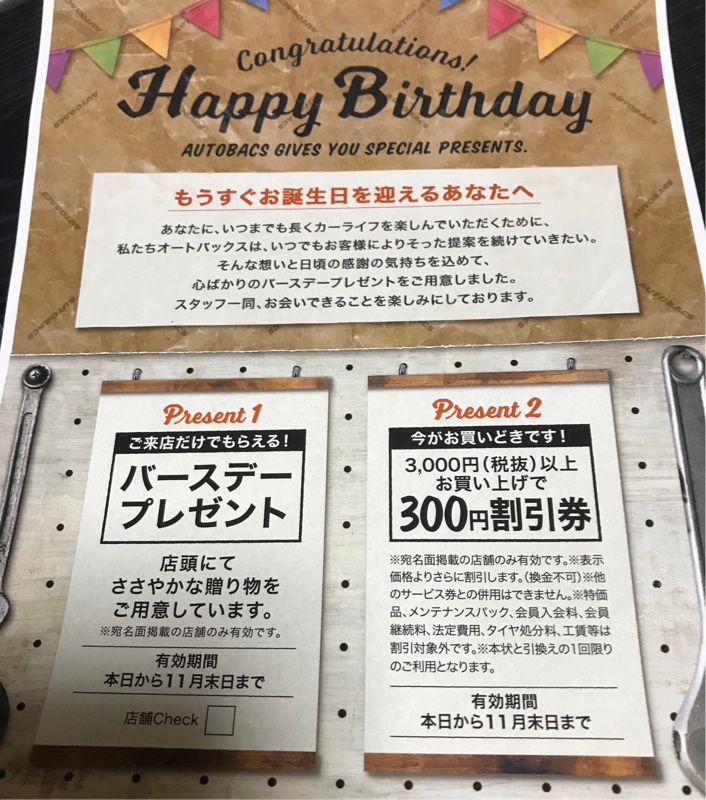 Congratulations!
Happy Birthday
AUTOBACS GIVES YOU SPECIAL PRESENTS.
もうすぐお誕生日を迎えるあなたへ
あなたに、いつまでも長くカーライフを楽しんでいただくために、
私たちオートバックスは、いつでもお客様によりそった提案を続けていきたい。
そんな想いと日頃の感謝の気持ちを込めて、
心ばかりのバースデープレゼントをご用意しました。
スタッフ一同、お会いできることを楽しみにしております。
Present 1
ご来店だけでもらえる!
バースデー
プレゼント
店頭にて
ささやかな贈り物を
ご用意しています。
※宛名面掲載の店舗のみ有効です。
有効期間
本日から11月末日まで
店舗Check
Present 2
今がお買いどきです!
3,000円(税抜)以上
お買い上げで
300円割引券
※宛名面掲載の店舗のみ有効です。※表示
価格よりさらに割引します。(換金不可)※他
のサービス券との併用はできません。※特価
品、メンテナンスパック、会員入会料、会員
継続料、法定費用、タイヤ処分料、工賃等は
割引対象外です。※本状と引換えの1回限り
のご利用となります。
有効期間
本日から11月末日まで
AUTOBACS
AUTOBACS
AUTOBACS
AUTOBACS
AUTOBACS